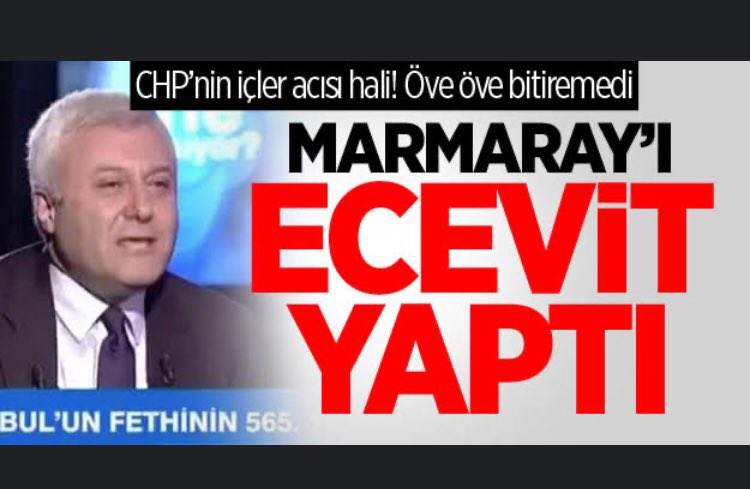 CHP'nin içler acısı hali! Öve öve bitiremedi
MARMARAY'I
ECEVİT
YAPTI
BUL'UN FETHİNİN 565.